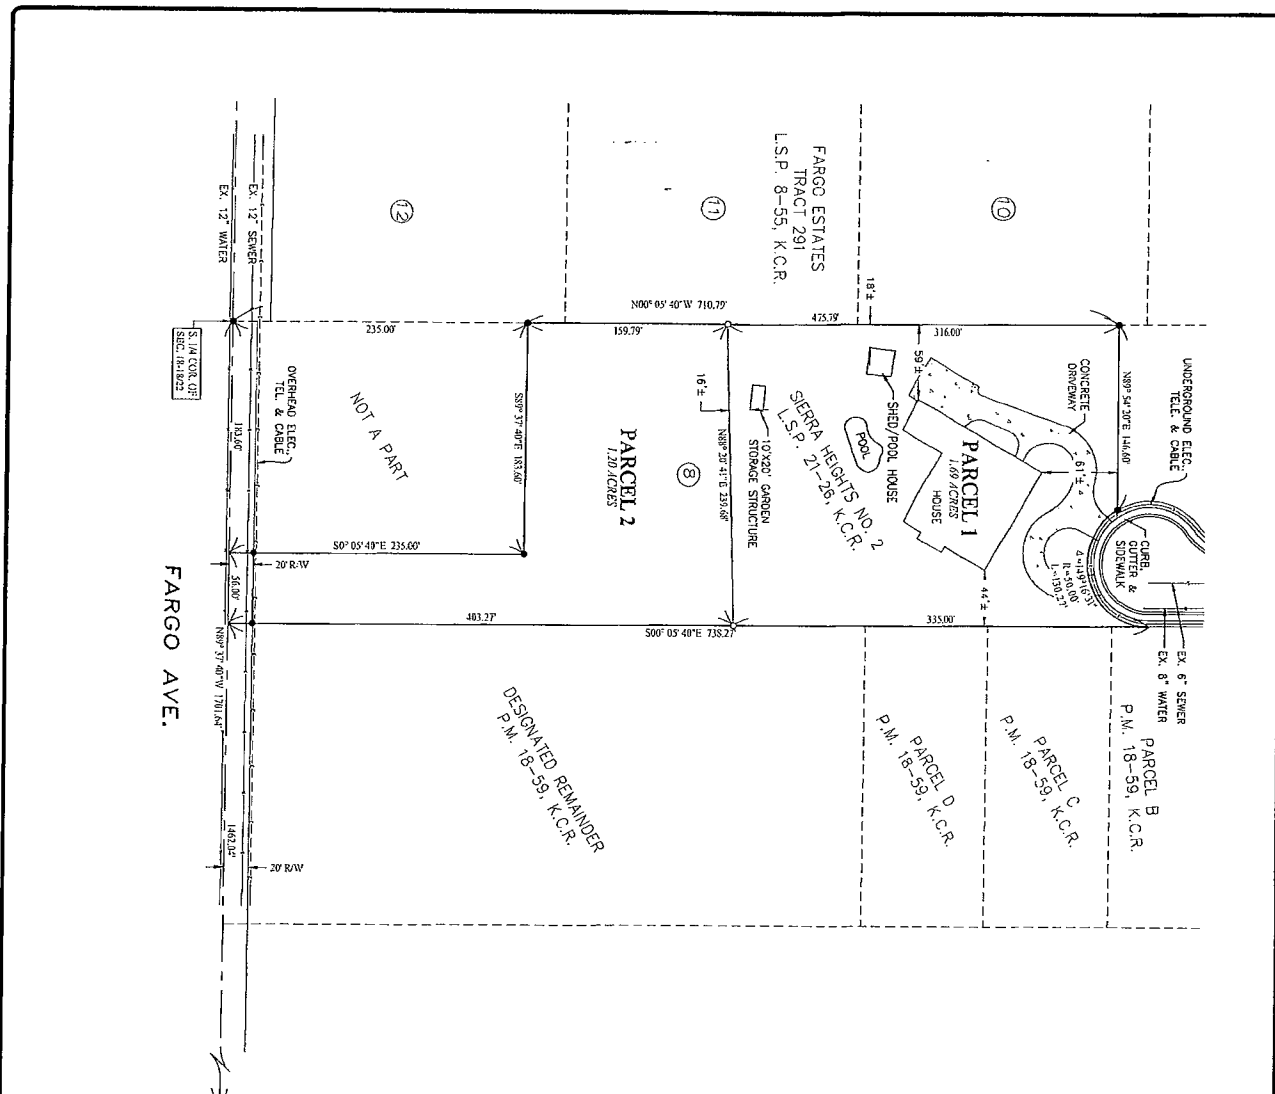 FARGO ESTATES
TRACT 291
L.S.P. 8-55, K.C.R.
12
11
10
EX. 12" WATER
EX. 12" SEWER
S. 1/4 COR. OF
SEC. 18-18/22
235.00'
N00° 05' 40"W 710.79'
159.79'
475.79'
18'±
316.00'
59'±
OVERHEAD ELEC.,
TEL. & CABLE
183.60'
NOT A PART
S89° 37' 40"E 183.60'
PARCEL 2
1.20 ACRES
8
16'±
N88° 20' 41"E 239.68'
10'X20' GARDEN
STORAGE STRUCTURE
SIERRA HEIGHTS NO. 2
L.S.P. 21-26, K.C.R.
POOL
SHED/POOL HOUSE
PARCEL 1
1.69 ACRES
HOUSE
CONCRETE
DRIVEWAY
61'±
N89° 54' 20"E 146.60'
UNDERGROUND ELEC.,
TELE. & CABLE
CURB,
GUTTER &
SIDEWALK
Δ=149°16'31"
R=50.00'
L=130.27'
44'±
S0° 05' 40"E 235.00'
20' R/W
56.00'
403.27'
S00° 05' 40"E 738.27'
335.00'
EX. 6" SEWER
EX. 8" WATER
FARGO AVE.
N89° 37' 40"W 1701.64'
1462.04'
20' R/W
DESIGNATED REMAINDER
P.M. 18-59, K.C.R.
PARCEL D
P.M. 18-59, K.C.R.
PARCEL C
P.M. 18-59, K.C.R.
PARCEL B
P.M. 18-59, K.C.R.